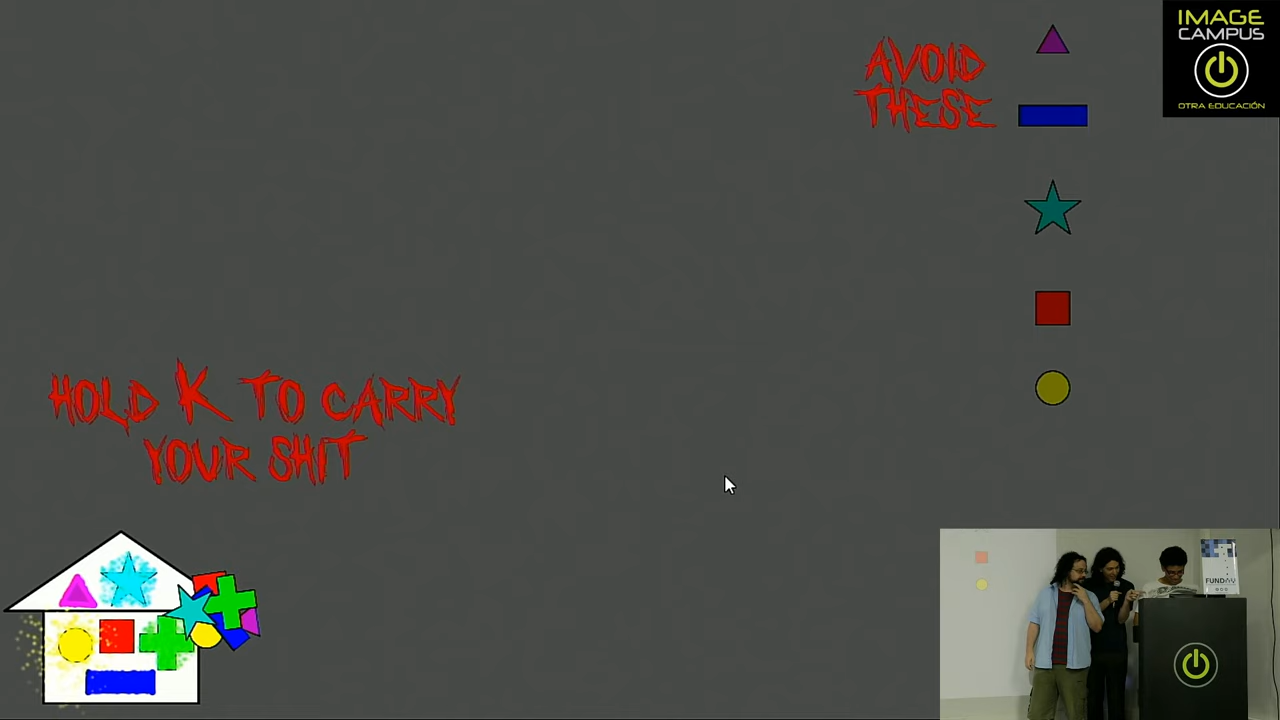 AVOID
THESE
IMAGE
CAMPUS
OTRA EDUCACIÓN
HOLD K TO CARRY
YOUR SHIT